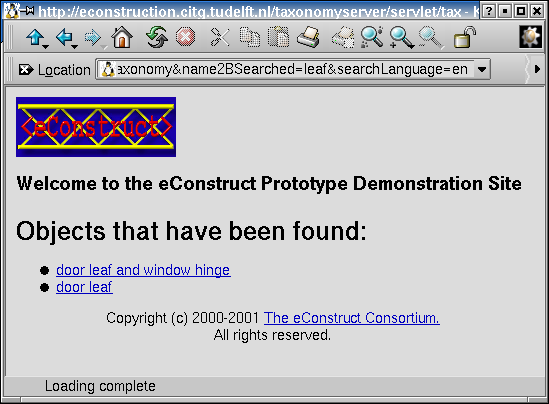 http://econstruction.citg.tudelft.nl/taxonomyserver/servlet/tax - K
Location
axonomy&name2BSearched=leaf&searchLanguage=en
<eConstruct>
Welcome to the eConstruct Prototype Demonstration Site
Objects that have been found:
door leaf and window hinge
door leaf
Copyright (c) 2000-2001 The eConstruct Consortium.
All rights reserved.
Loading complete